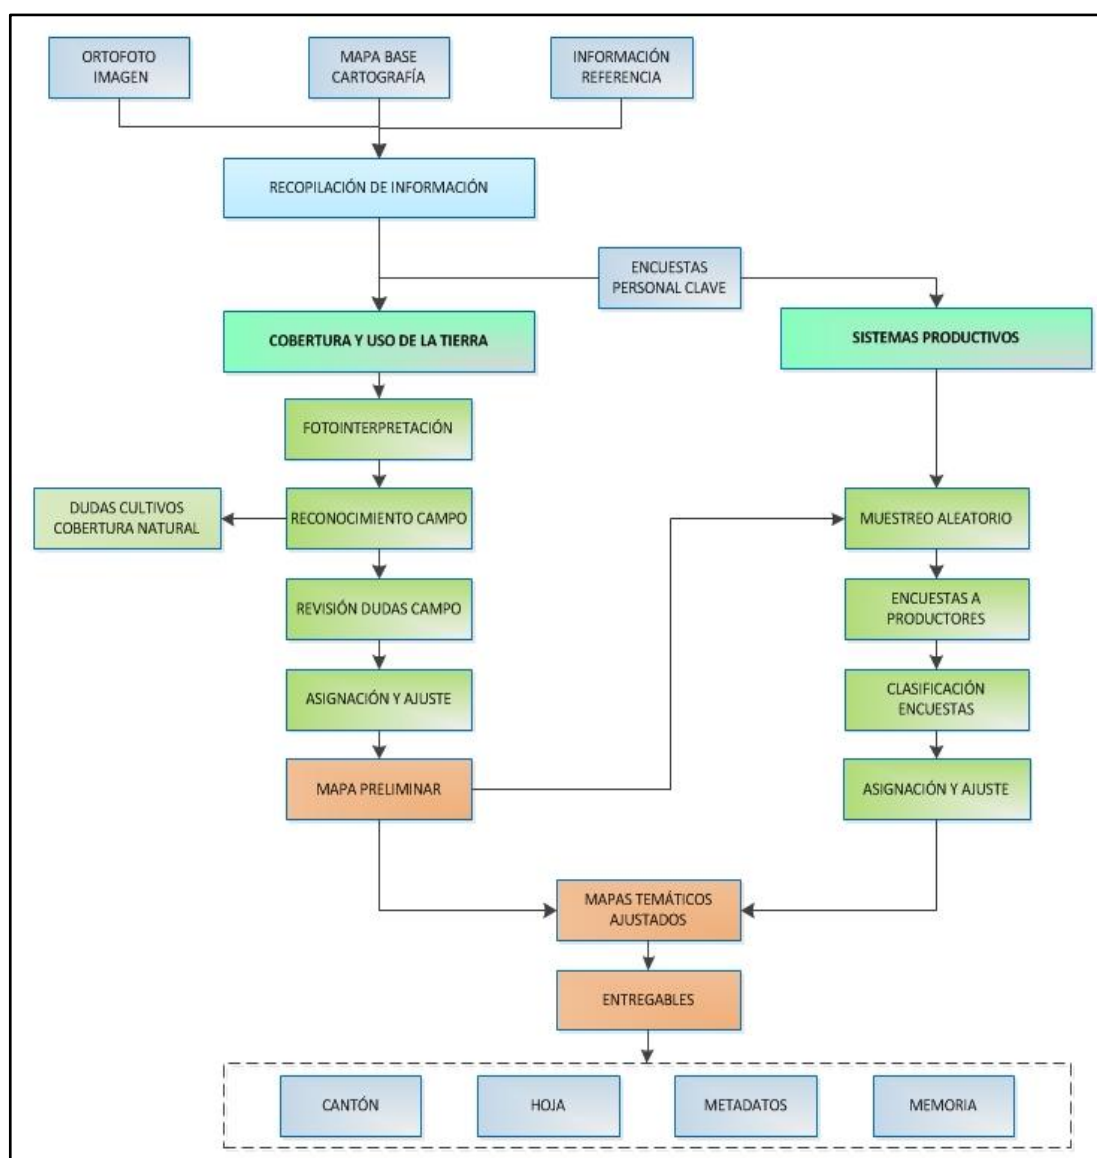 ORTOFOTO
IMAGEN
MAPA BASE
CARTOGRAFÍA
INFORMACIÓN
REFERENCIA
RECOPILACIÓN DE INFORMACIÓN
ENCUESTAS
PERSONAL CLAVE
COBERTURA Y USO DE LA TIERRA
SISTEMAS PRODUCTIVOS
FOTOINTERPRETACIÓN
DUDAS CULTIVOS
COBERTURA NATURAL
RECONOCIMIENTO CAMPO
MUESTREO ALEATORIO
REVISIÓN DUDAS CAMPO
ENCUESTAS A
PRODUCTORES
ASIGNACIÓN Y AJUSTE
CLASIFICACIÓN
ENCUESTAS
MAPA PRELIMINAR
ASIGNACIÓN Y AJUSTE
MAPAS TEMÁTICOS
AJUSTADOS
ENTREGABLES
CANTÓN
HOJA
METADATOS
MEMORIA